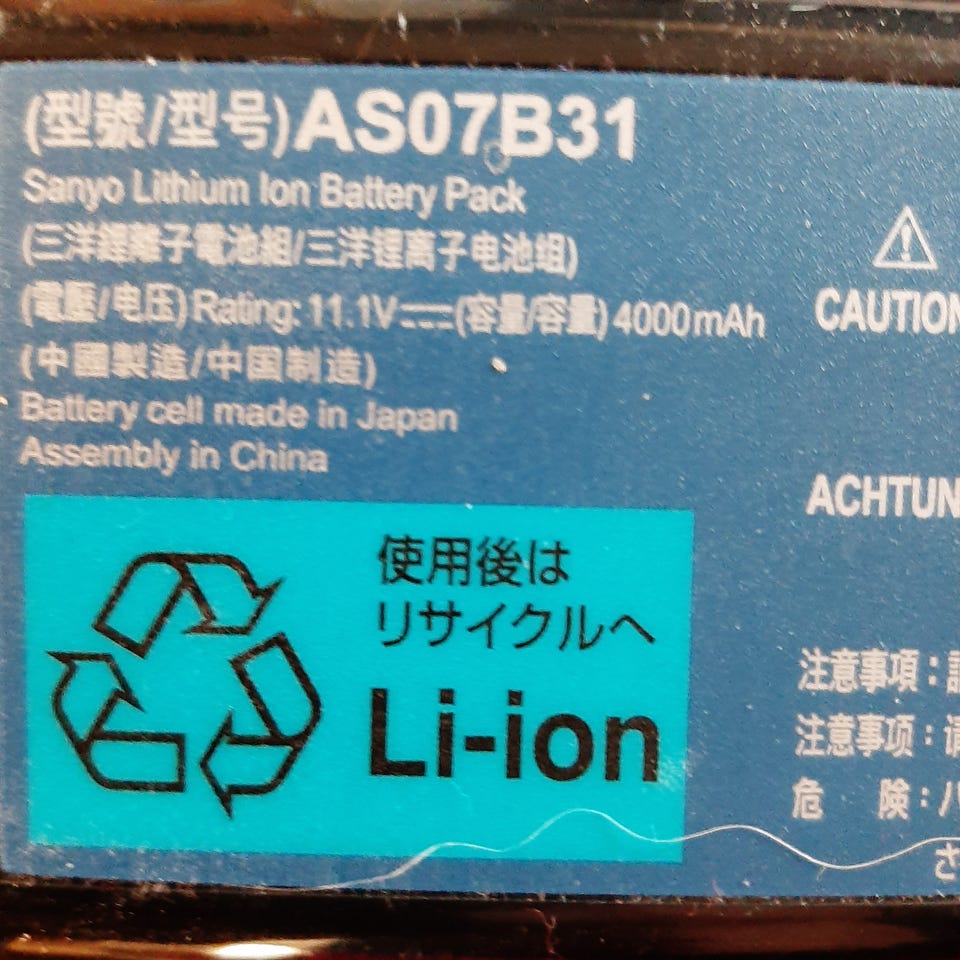 (型號/型号)AS07B31
Sanyo Lithium Ion Battery Pack
(三洋鋰離子電池組/三洋锂离子电池组)
(電壓/电压)Rating: 11.1V⎓(容量/容量)4000mAh
(中國製造/中国制造)
Battery cell made in Japan
Assembly in China
使用後は
リサイクルへ
Li-ion
CAUTION
ACHTUN
注意事項:
注意事项:请
危 険:バ
さ